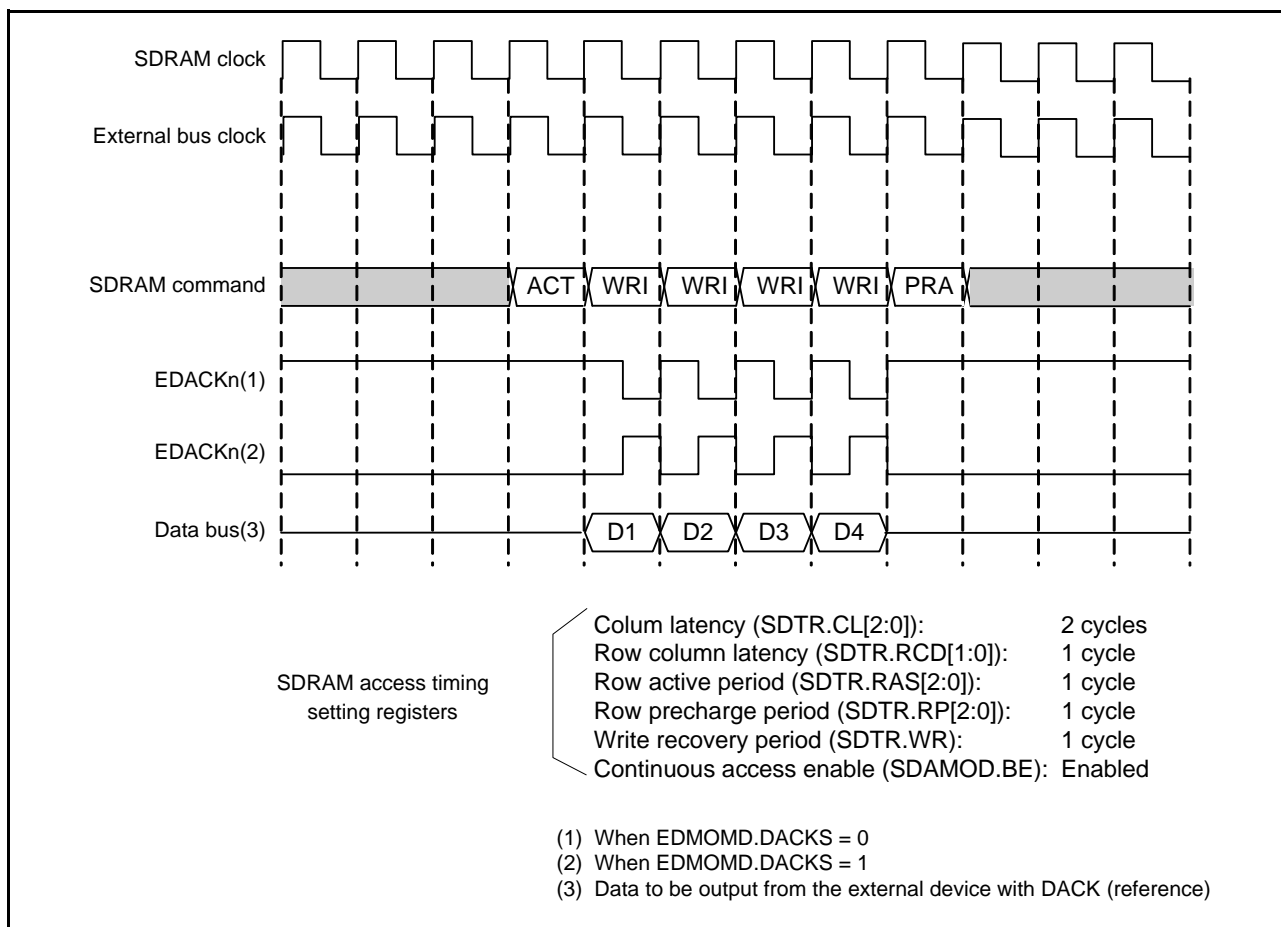 SDRAM clock
External bus clock
SDRAM command ACT WRI WRI WRI WRI PRA
EDACKn(1)
EDACKn(2)
Data bus(3) D1 D2 D3 D4
SDRAM access timing
setting registers
Colum latency (SDTR.CL[2:0]): 2 cycles
Row column latency (SDTR.RCD[1:0]): 1 cycle
Row active period (SDTR.RAS[2:0]): 1 cycle
Row precharge period (SDTR.RP[2:0]): 1 cycle
Write recovery period (SDTR.WR): 1 cycle
Continuous access enable (SDAMOD.BE): Enabled
(1) When EDMOMD.DACKS = 0
(2) When EDMOMD.DACKS = 1
(3) Data to be output from the external device with DACK (reference)